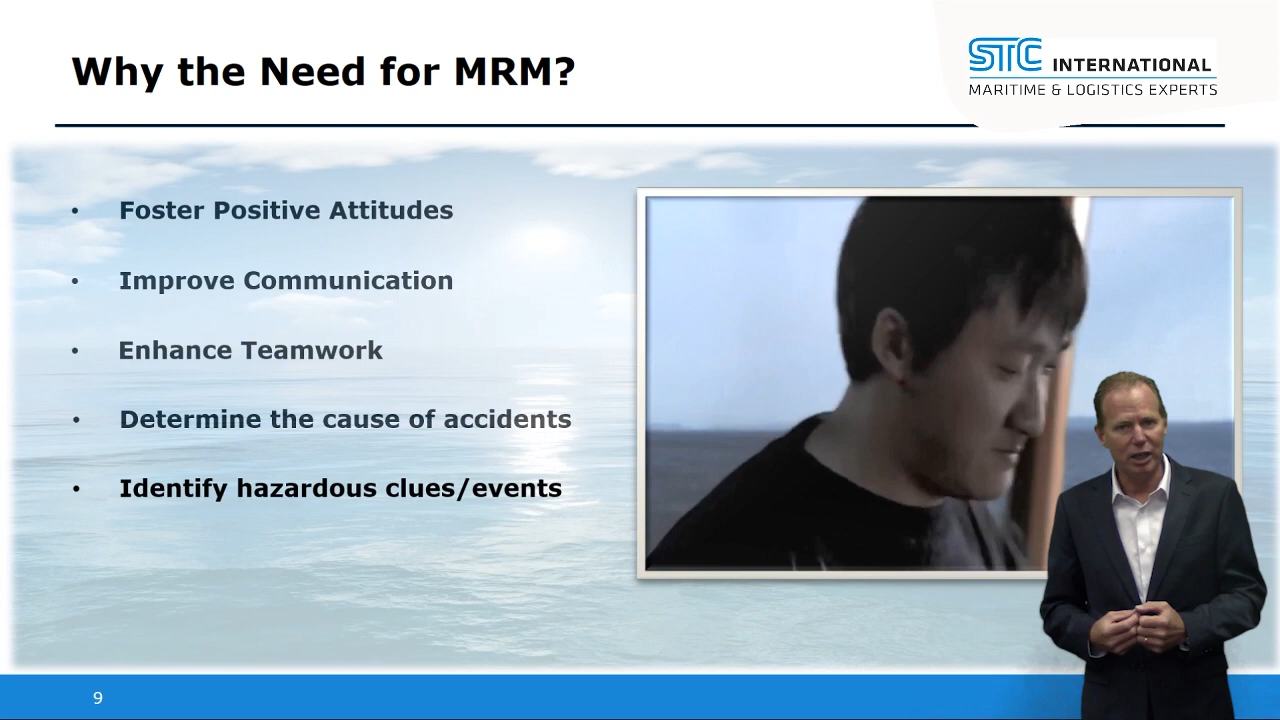 Why the Need for MRM?
STC INTERNATIONAL
MARITIME & LOGISTICS EXPERTS
• Foster Positive Attitudes
• Improve Communication
• Enhance Teamwork
• Determine the cause of accidents
• Identify hazardous clues/events
9